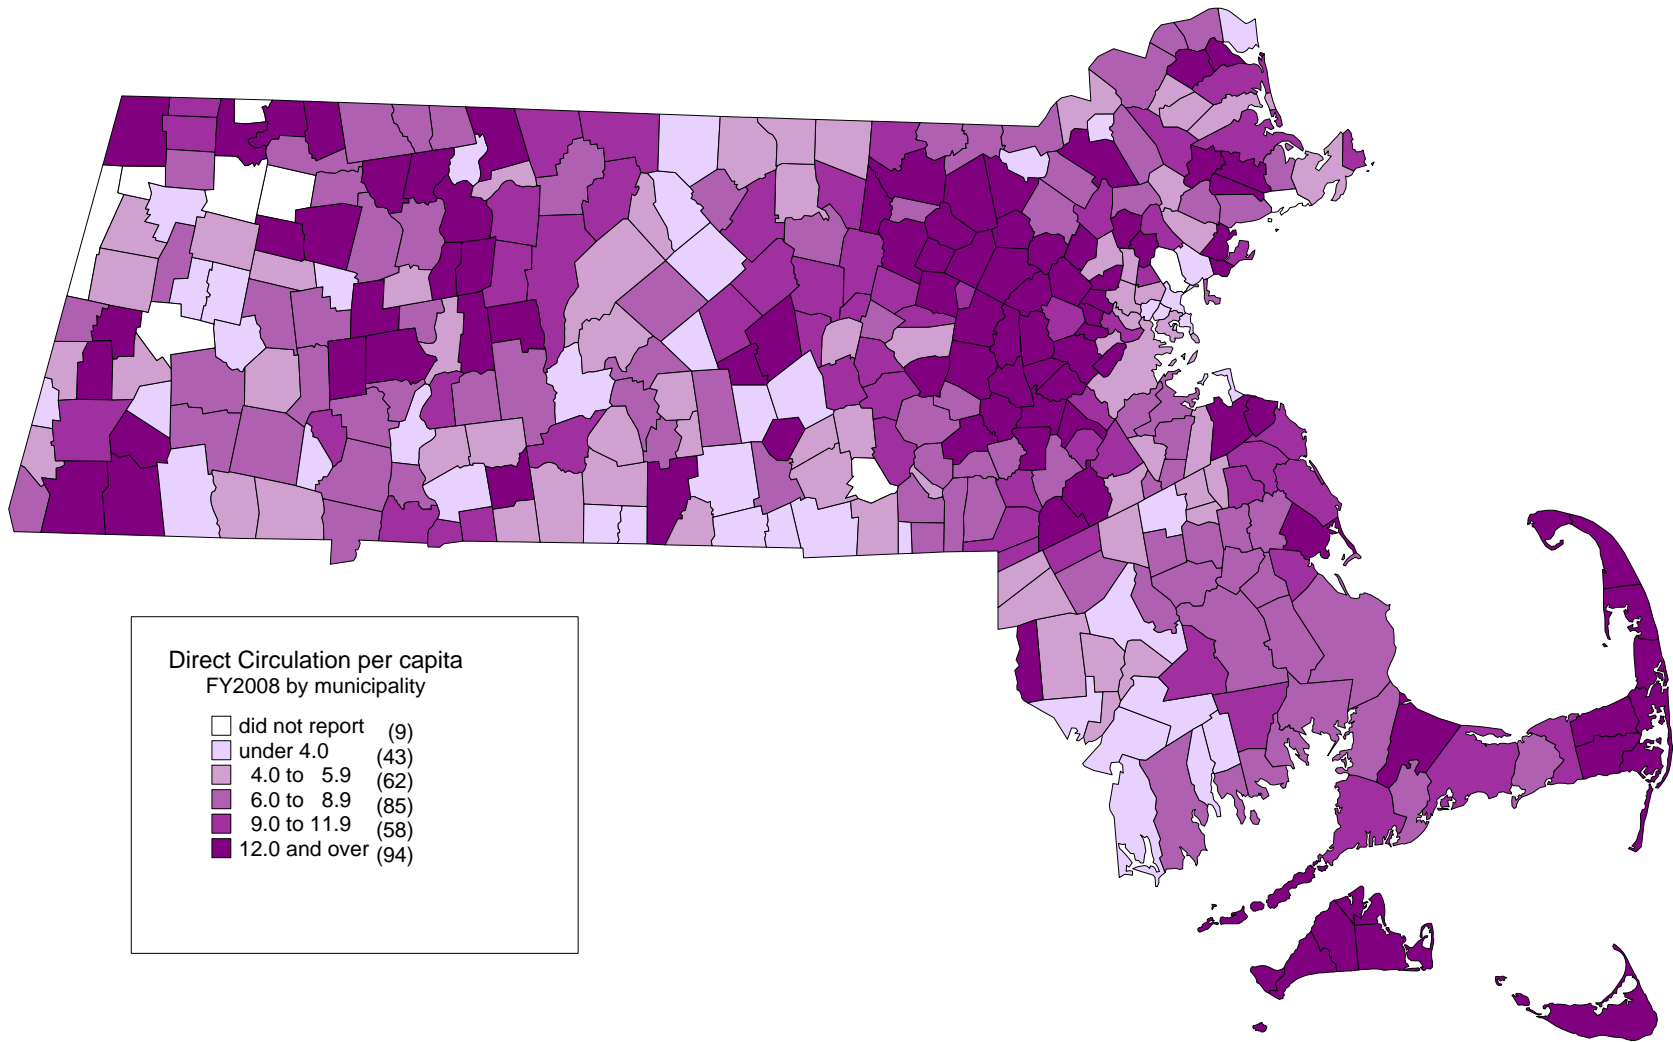 Direct Circulation per capita
FY2008 by municipality
did not report (9)
under 4.0 (43)
4.0 to 5.9 (62)
6.0 to 8.9 (85)
9.0 to 11.9 (58)
12.0 and over (94)